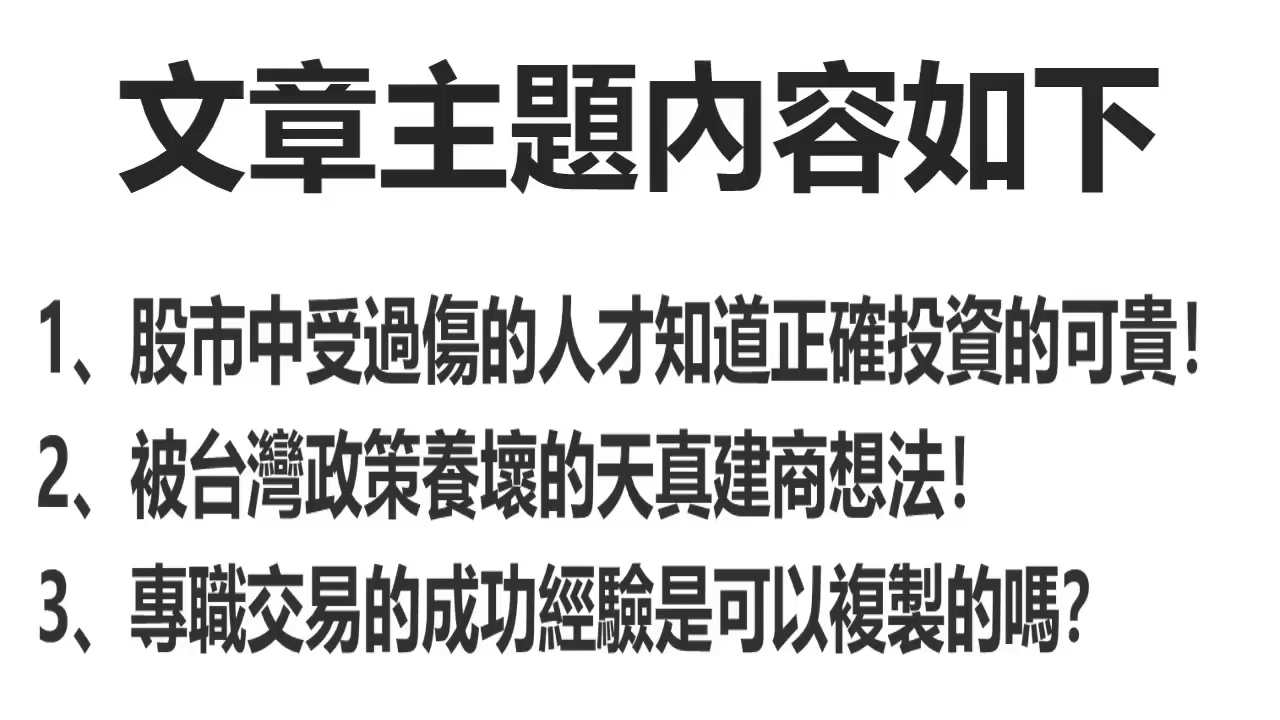 文章主題內容如下
1、股市中受過傷的人才知道正確投資的可貴!
2、被台灣政策養壞的天真建商想法!
3、專職交易的成功經驗是可以複製的嗎?